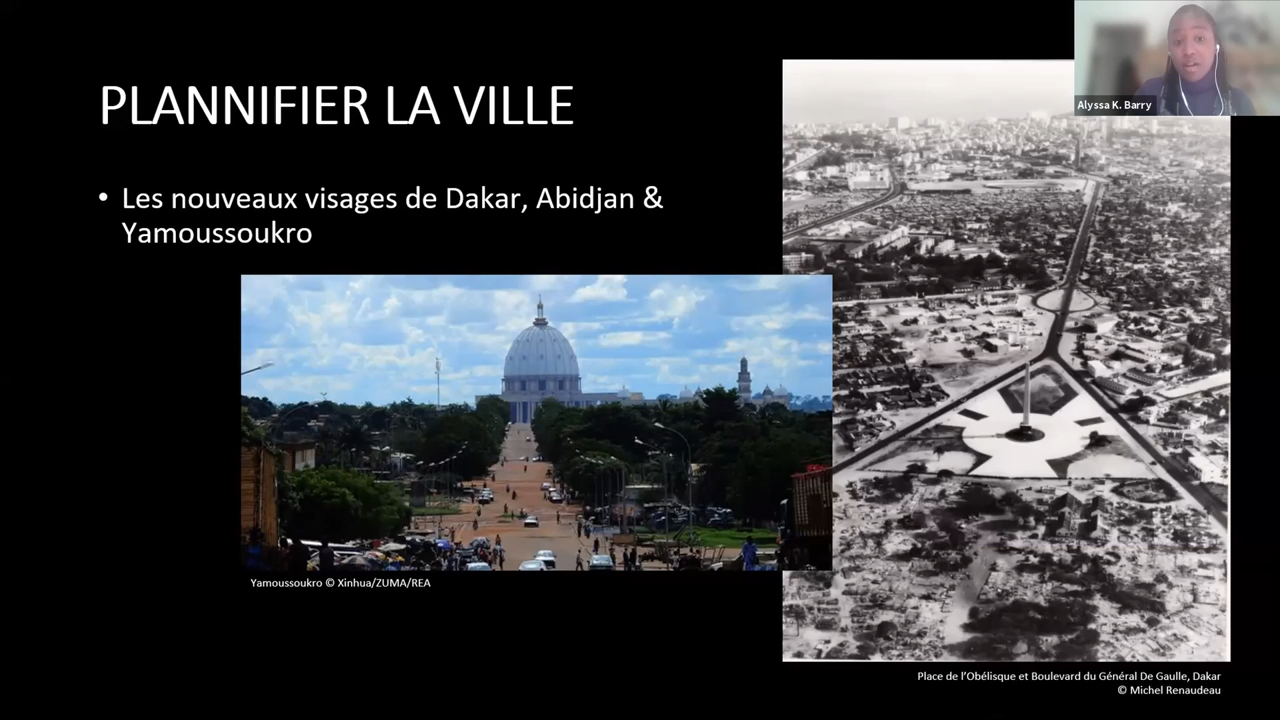 PLANNIFIER LA VILLE
• Les nouveaux visages de Dakar, Abidjan &
Yamoussoukro
Alyssa K. Barry
Yamoussoukro © Xinhua/ZUMA/REA
Place de l'Obélisque et Boulevard du Général De Gaulle, Dakar
© Michel Renaudeau